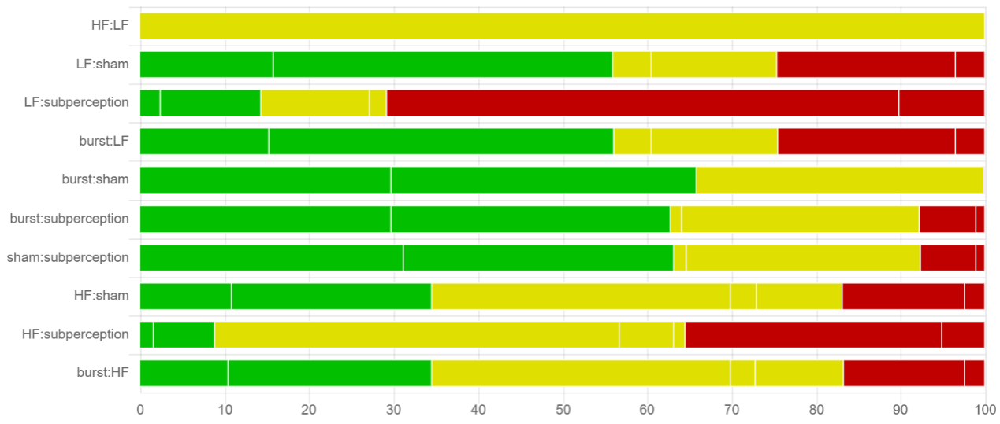 HF:LF
LF:sham
LF:subperception
burst:LF
burst:sham
burst:subperception
sham:subperception
HF:sham
HF:subperception
burst:HF
0 10 20 30 40 50 60 70 80 90 100